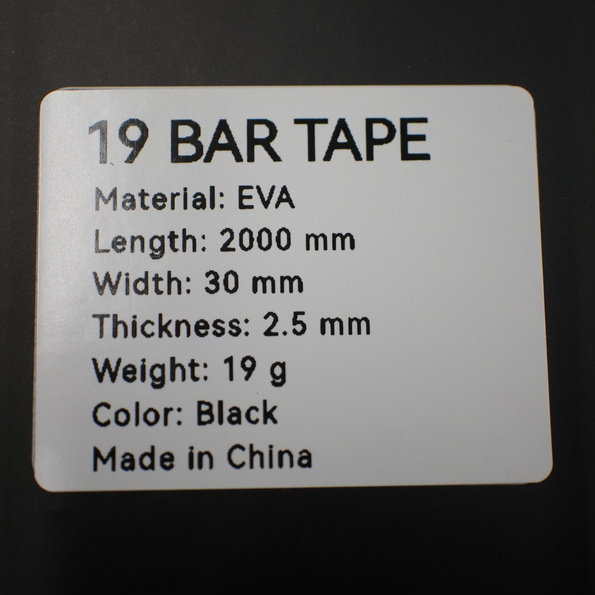 19 BAR TAPE
Material: EVA
Length: 2000 mm
Width: 30 mm
Thickness: 2.5 mm
Weight: 19 g
Color: Black
Made in China